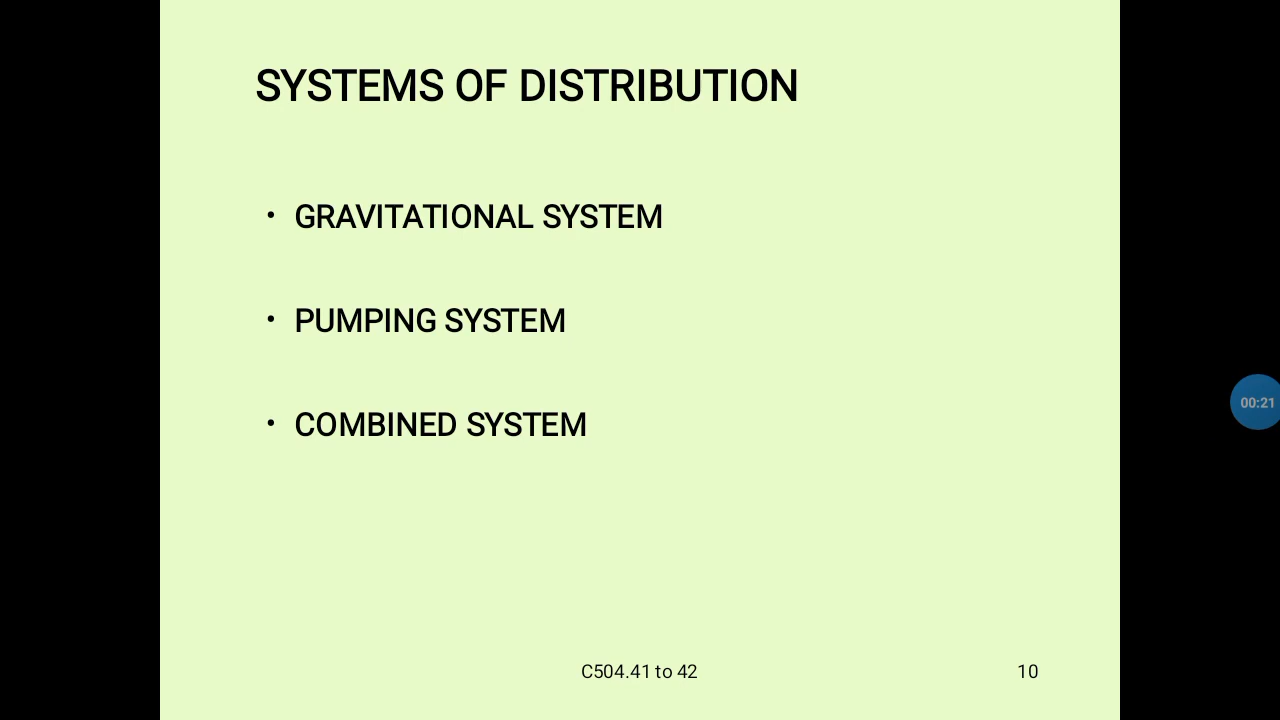 SYSTEMS OF DISTRIBUTION
• GRAVITATIONAL SYSTEM
• PUMPING SYSTEM
• COMBINED SYSTEM
00:21
C504.41 to 42
10